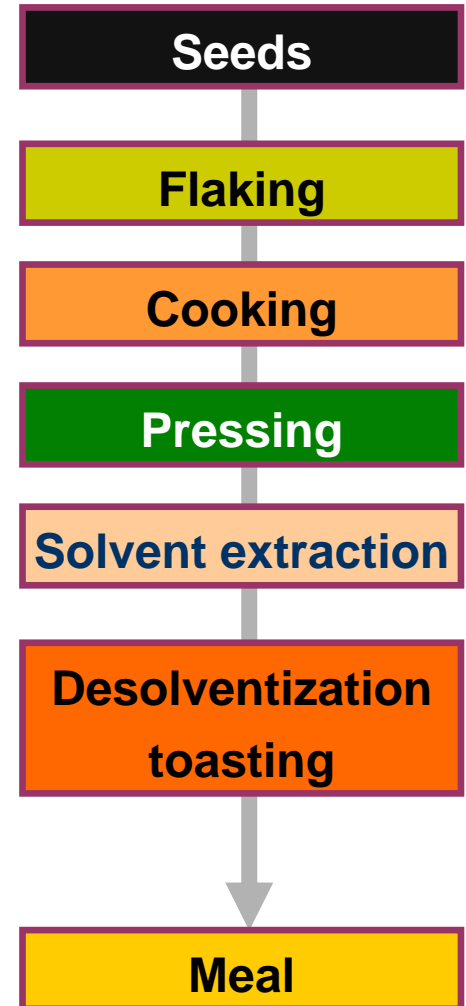 Seeds
Flaking
Cooking
Pressing
Solvent extraction
Desolventization
toasting
Meal